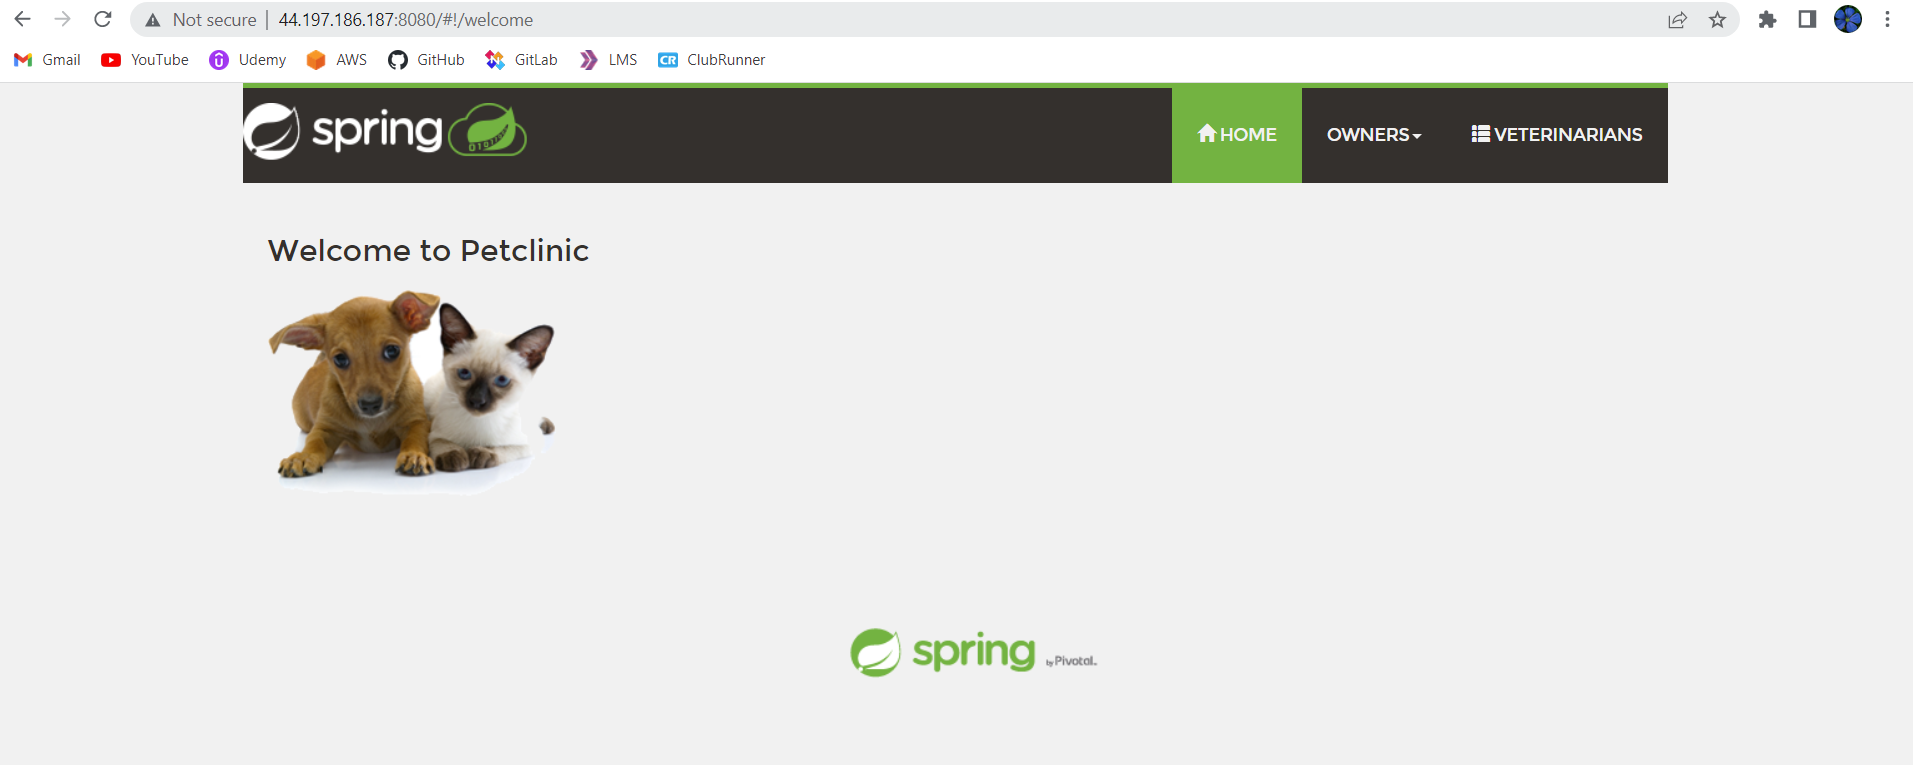 Not secure 44.197.186.187:8080/#!/welcome
Gmail YouTube Udemy AWS GitHub GitLab LMS CR ClubRunner
spring HOME OWNERS VETERINARIANS
Welcome to Petclinic
spring by Pivotal